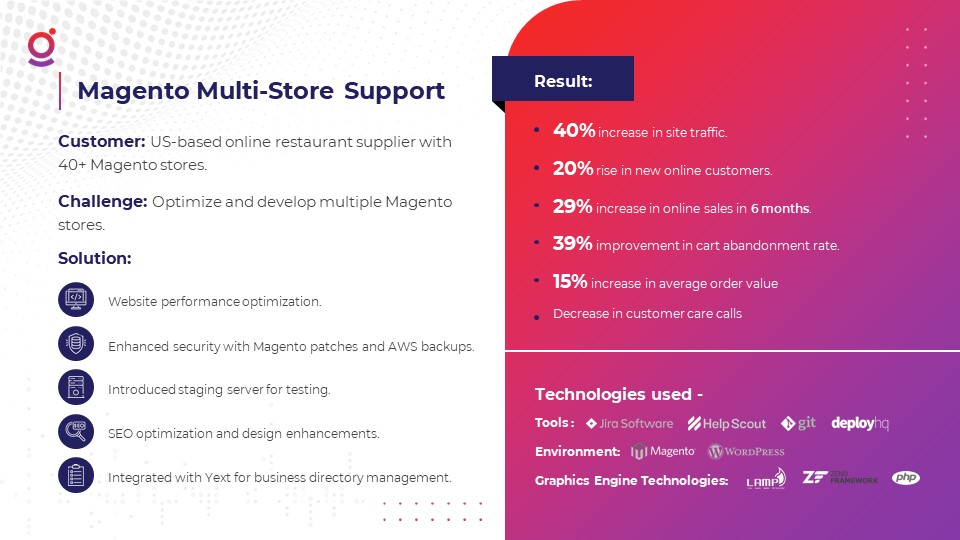 Magento Multi-Store Support
Customer: US-based online restaurant supplier with
40+ Magento stores.
Challenge: Optimize and develop multiple Magento
stores.
Solution:
Website performance optimization.
Enhanced security with Magento patches and AWS backups.
Introduced staging server for testing.
SEO
SEO optimization and design enhancements.
Integrated with Yext for business directory management.
Result:
40% increase in site traffic.
20% rise in new online customers.
29% increase in online sales in 6 months.
39% improvement in cart abandonment rate.
15% increase in average order value
Decrease in customer care calls
Technologies used -
Tools: Jira Software HelpScout git deployhq
Environment: Magento WordPress
Graphics Engine Technologies: LAMP ZF ZEND FRAMEWORK php